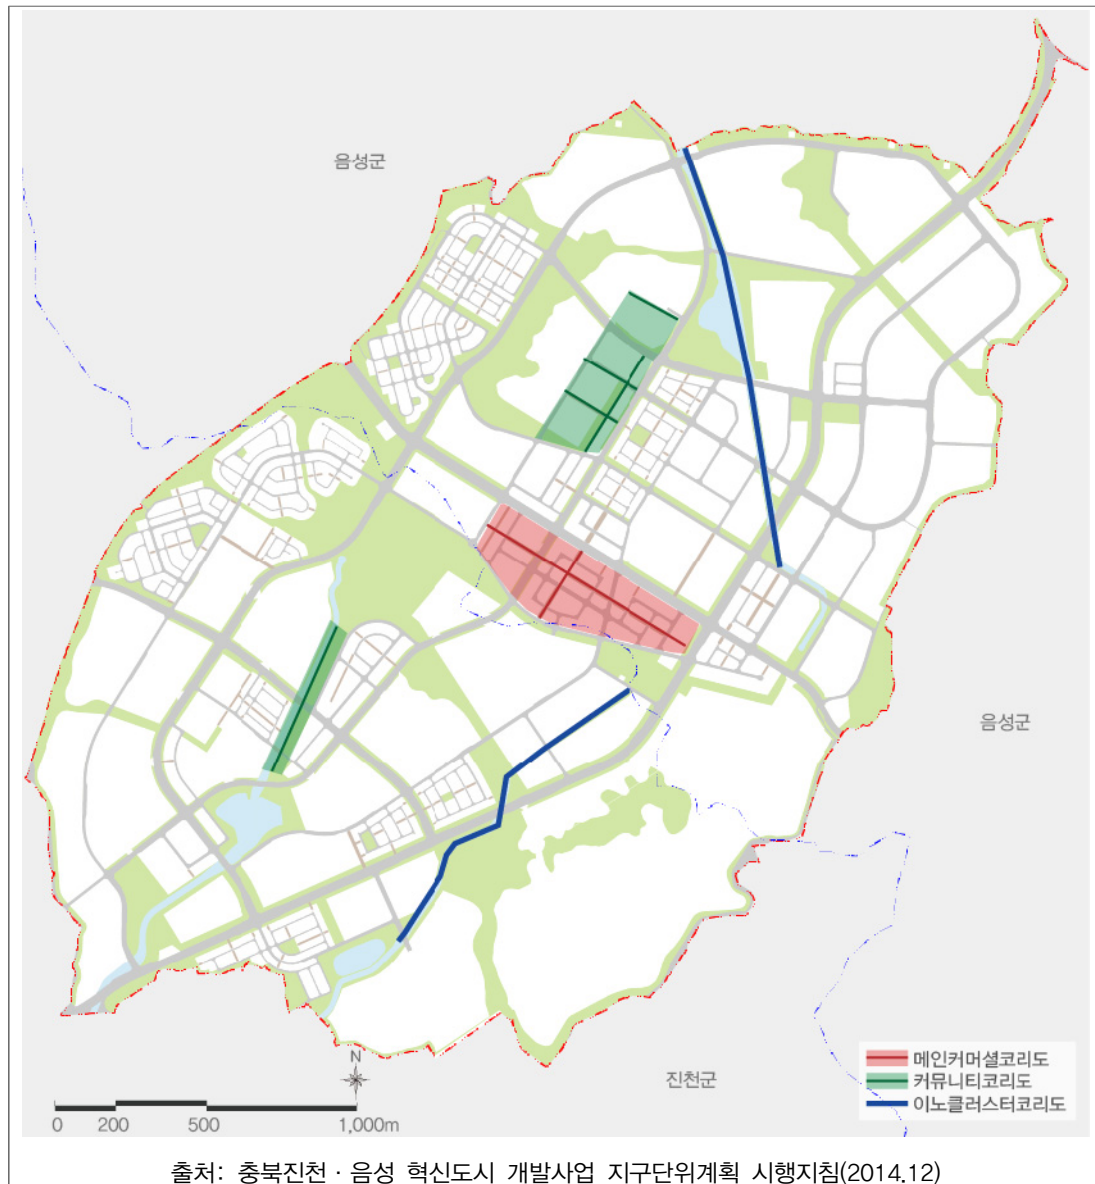 음성군
음성군
N
진천군
0 200 500 1,000m
메인커머셜코리도
커뮤니티코리도
이노클러스터코리도
출처: 충북진천 · 음성 혁신도시 개발사업 지구단위계획 시행지침(2014.12)